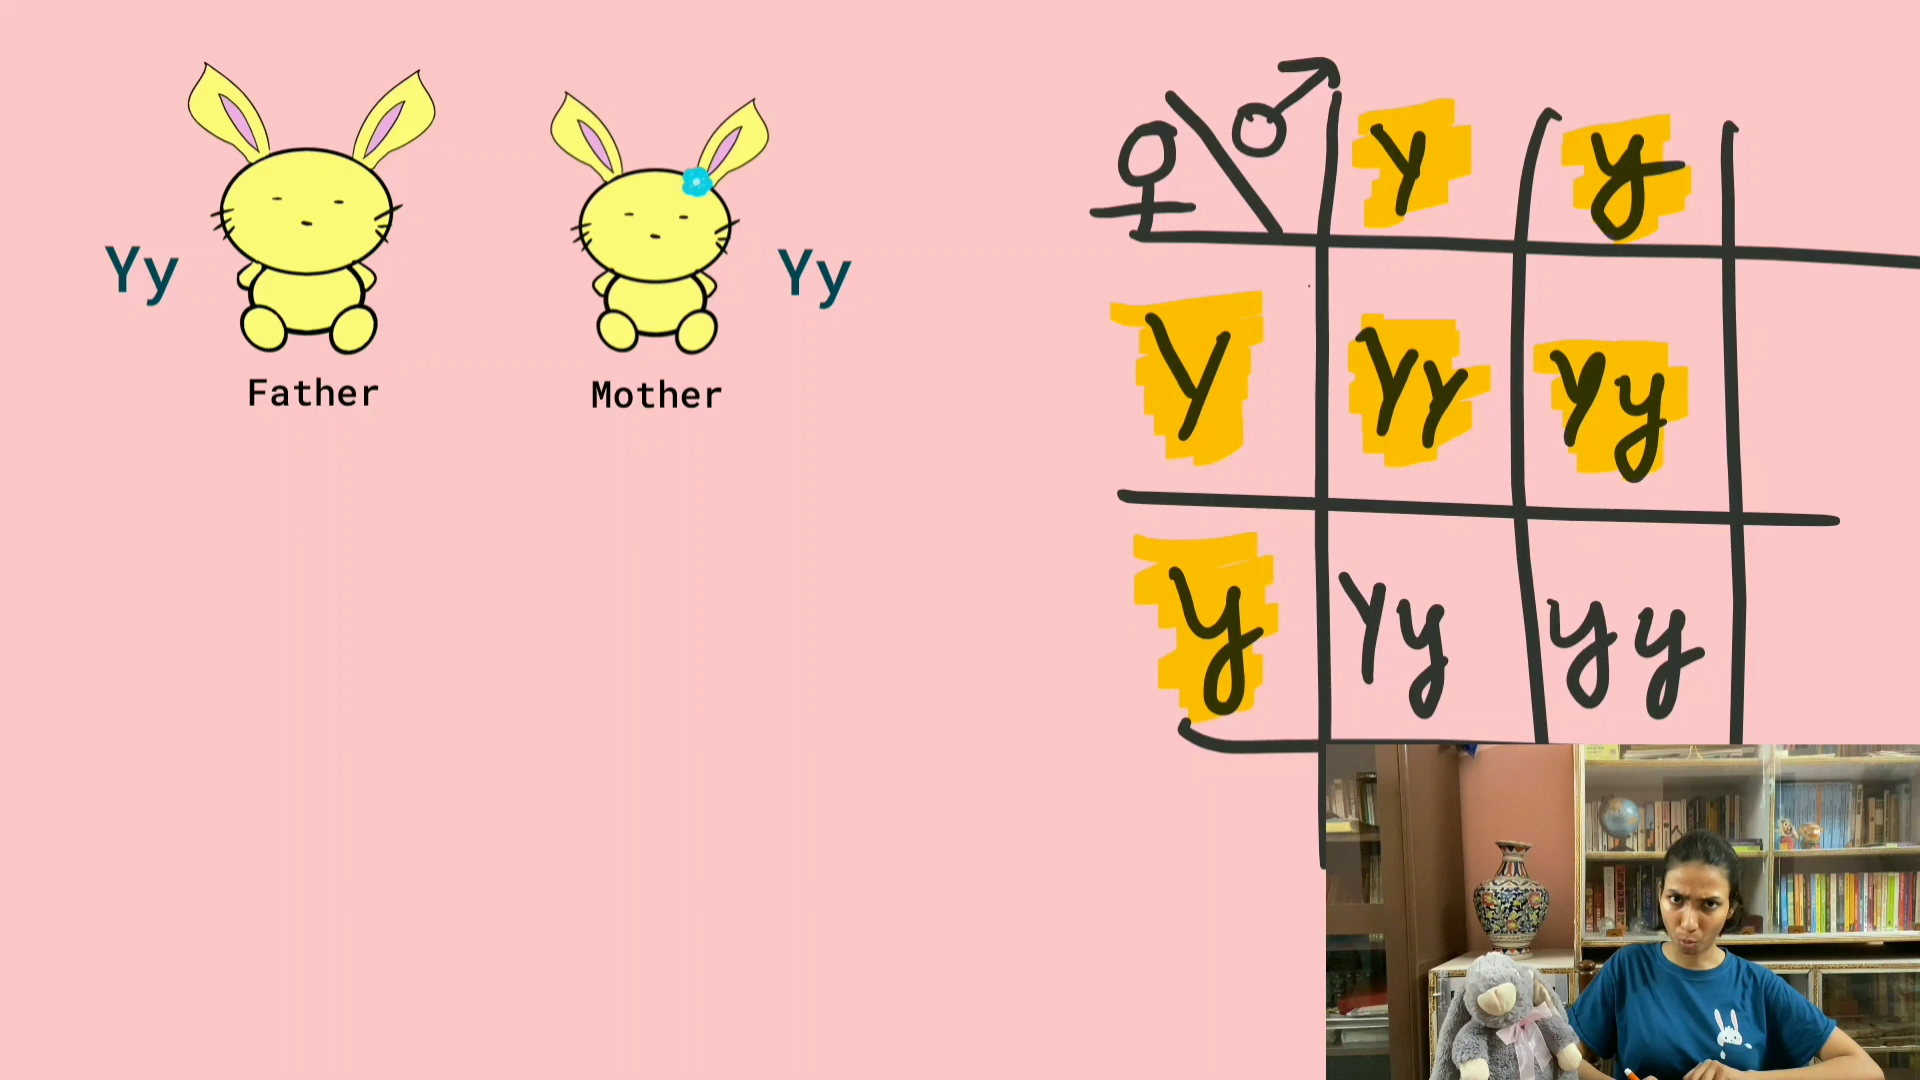 Yy
Father
Yy
Mother
♀ \ ♂ Y y
Y YY Yy
y Yy yy